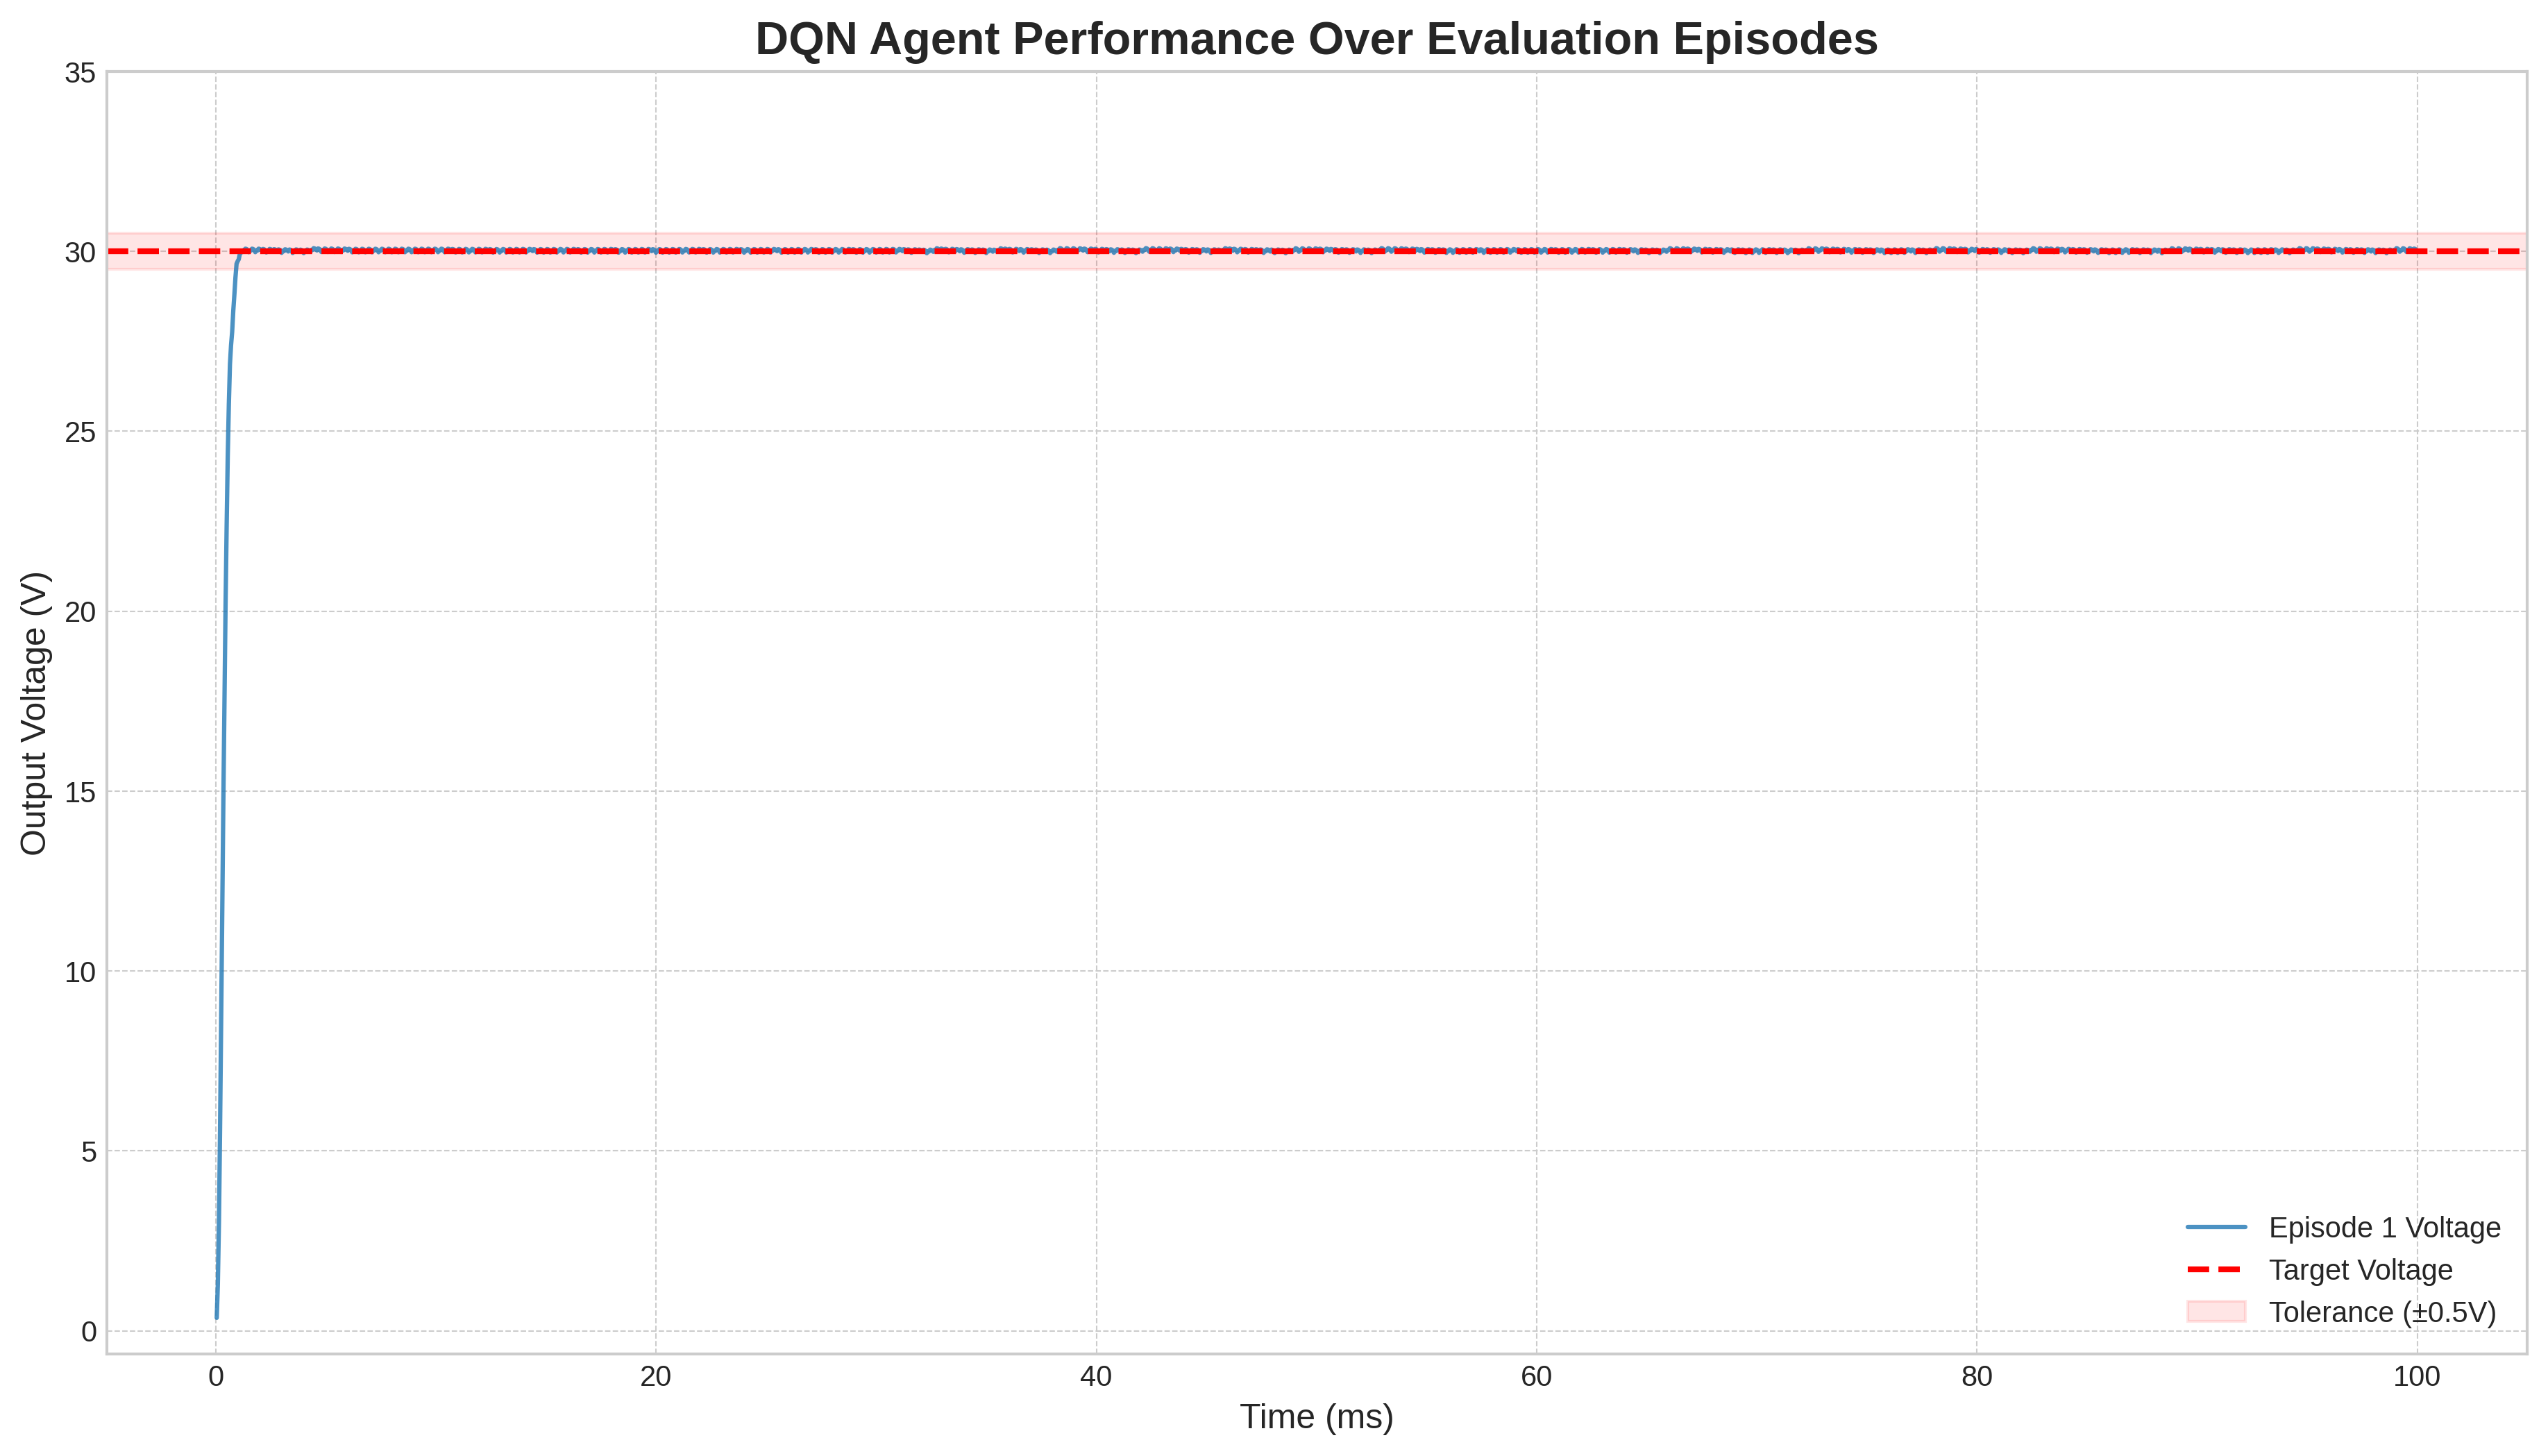 DQN Agent Performance Over Evaluation Episodes
35
30
25
20
15
10
5
0
Output Voltage (V)
0 20 40 60 80 100
Time (ms)
Episode 1 Voltage
Target Voltage
Tolerance (±0.5V)